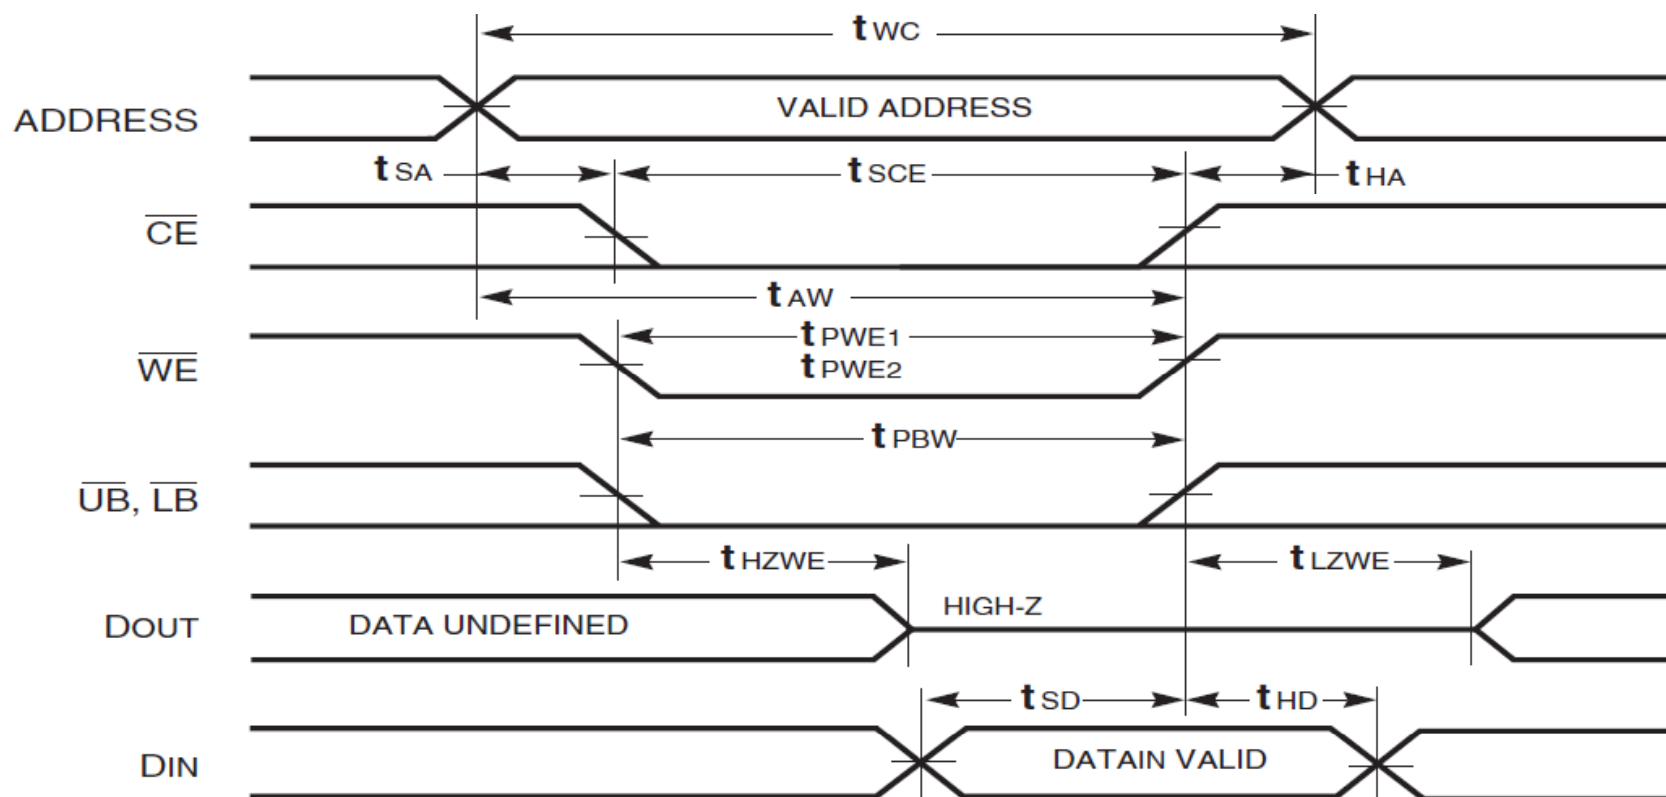 tWC
ADDRESS VALID ADDRESS
tSA tSCE tHA
CE
tAW
tPWE1
WE tPWE2
tPBW
UB, LB
tHZWE tLZWE
HIGH-Z
DOUT DATA UNDEFINED
tSD tHD
DIN DATAIN VALID